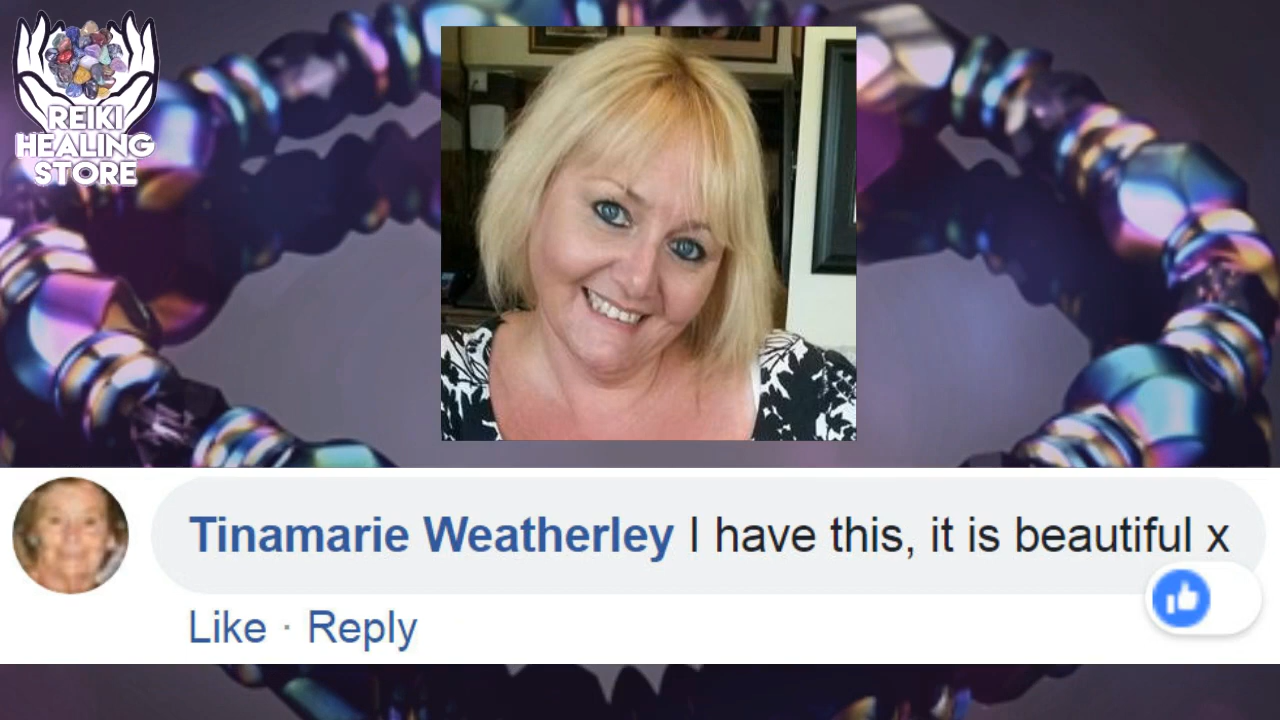 REIKI
HEALING
STORE
Tinamarie Weatherley I have this, it is beautiful x
Like · Reply